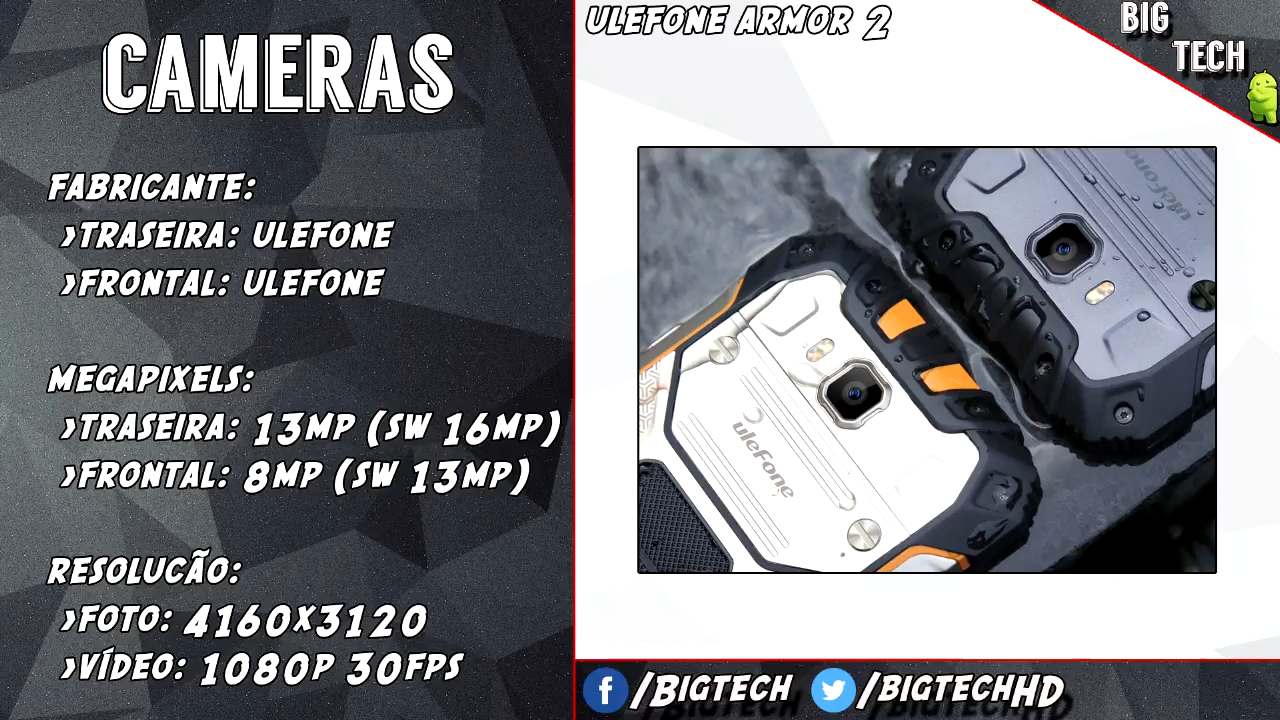 CAMERAS
FABRICANTE:
›TRASEIRA: ULEFONE
›FRONTAL: ULEFONE
MEGAPIXELS:
›TRASEIRA: 13MP (SW 16MP)
›FRONTAL: 8MP (SW 13MP)
RESOLUCÃO:
›FOTO: 4160X3120
›VÍDEO: 1080P 30FPS
ULEFONE ARMOR 2
BIG
TECH
ulefone
ulefone
/BIGTECH
/BIGTECHHD